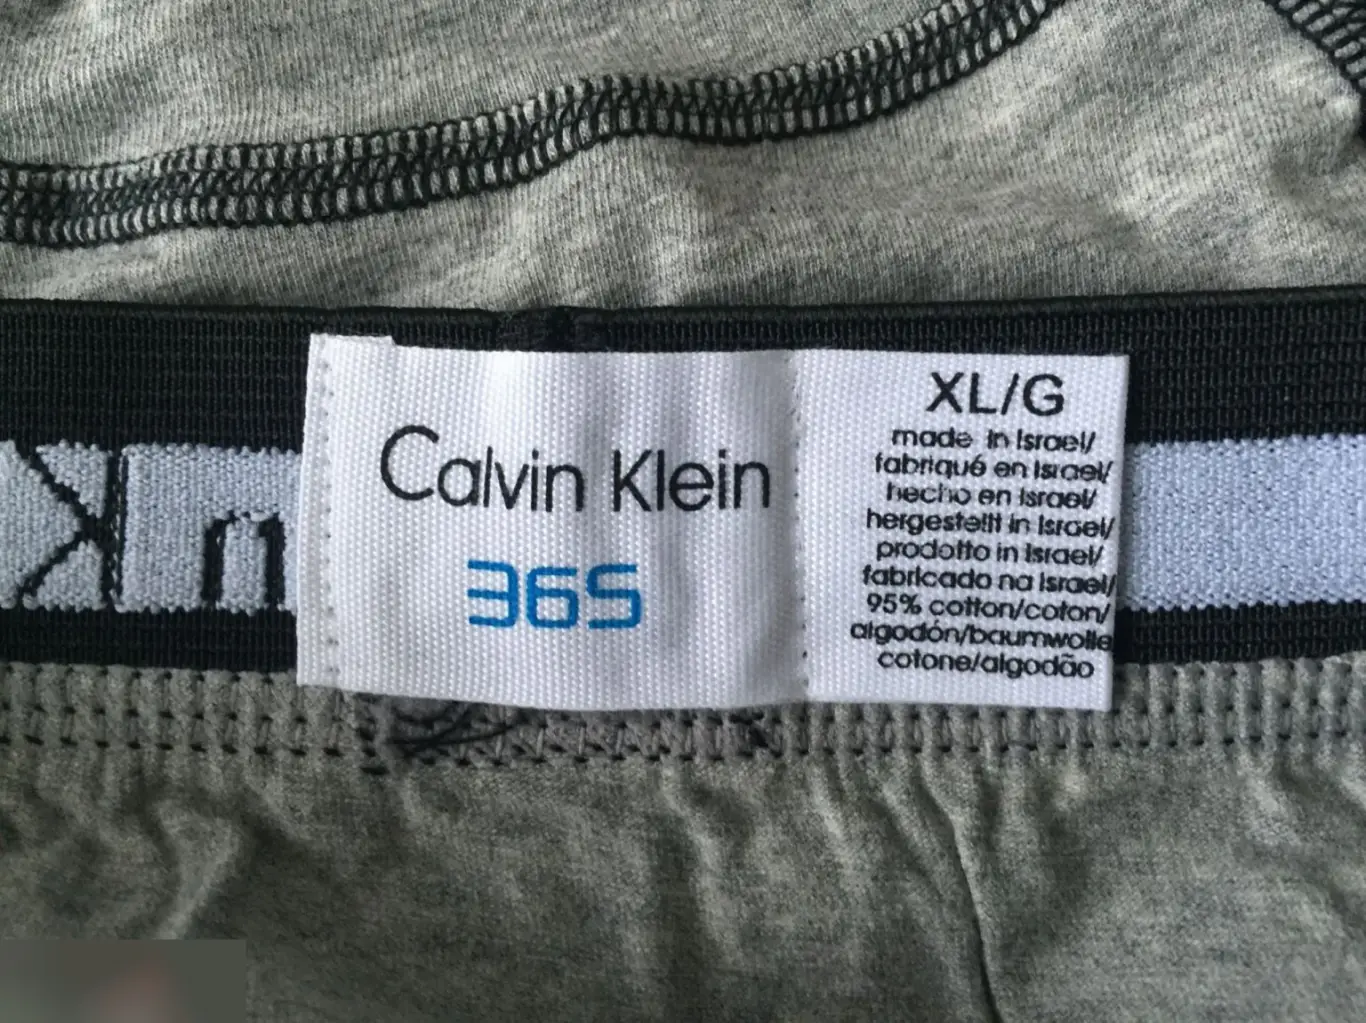 Calvin Klein
365
XL/G
made in Israel/
fabriqué en Israel/
hecho en Israel/
hergestellt in Israel/
prodotto in Israel/
fabricado na Israel/
95% cotton/coton/
algodón/baumwolle
cotone/algodão